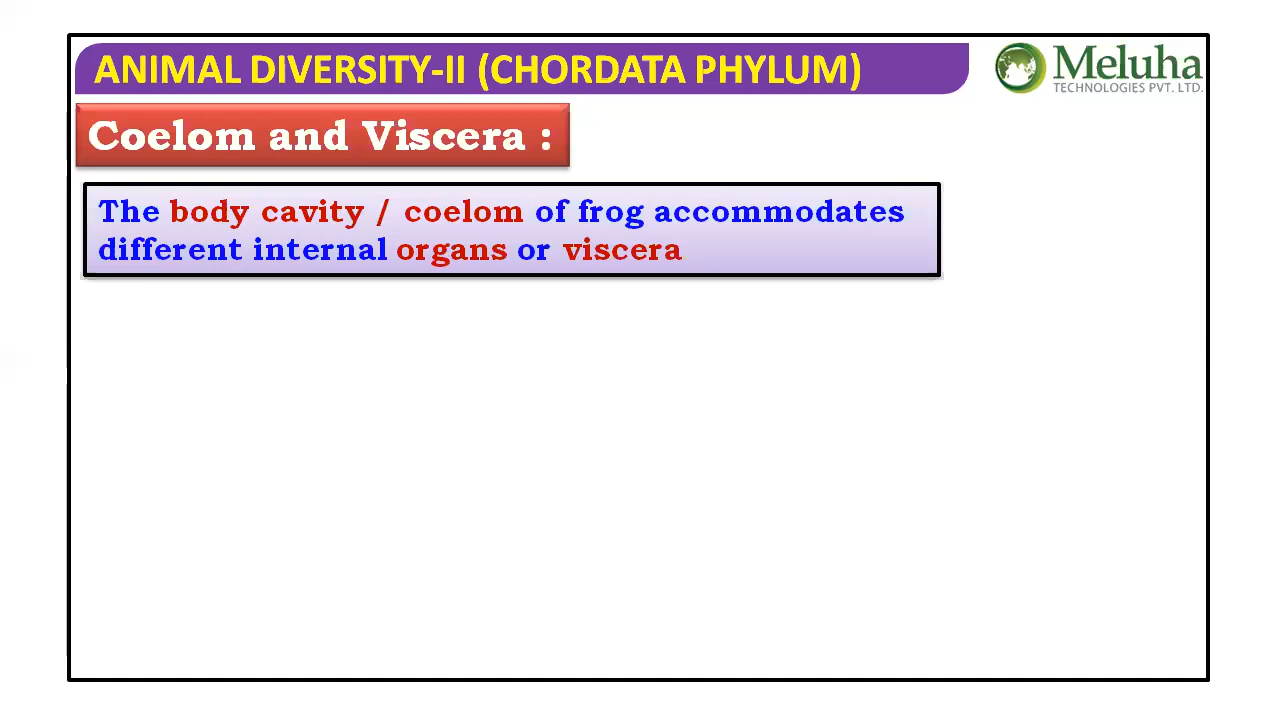 ANIMAL DIVERSITY-II (CHORDATA PHYLUM)
Meluha
TECHNOLOGIES PVT. LTD.
Coelom and Viscera :
The body cavity / coelom of frog accommodates
different internal organs or viscera